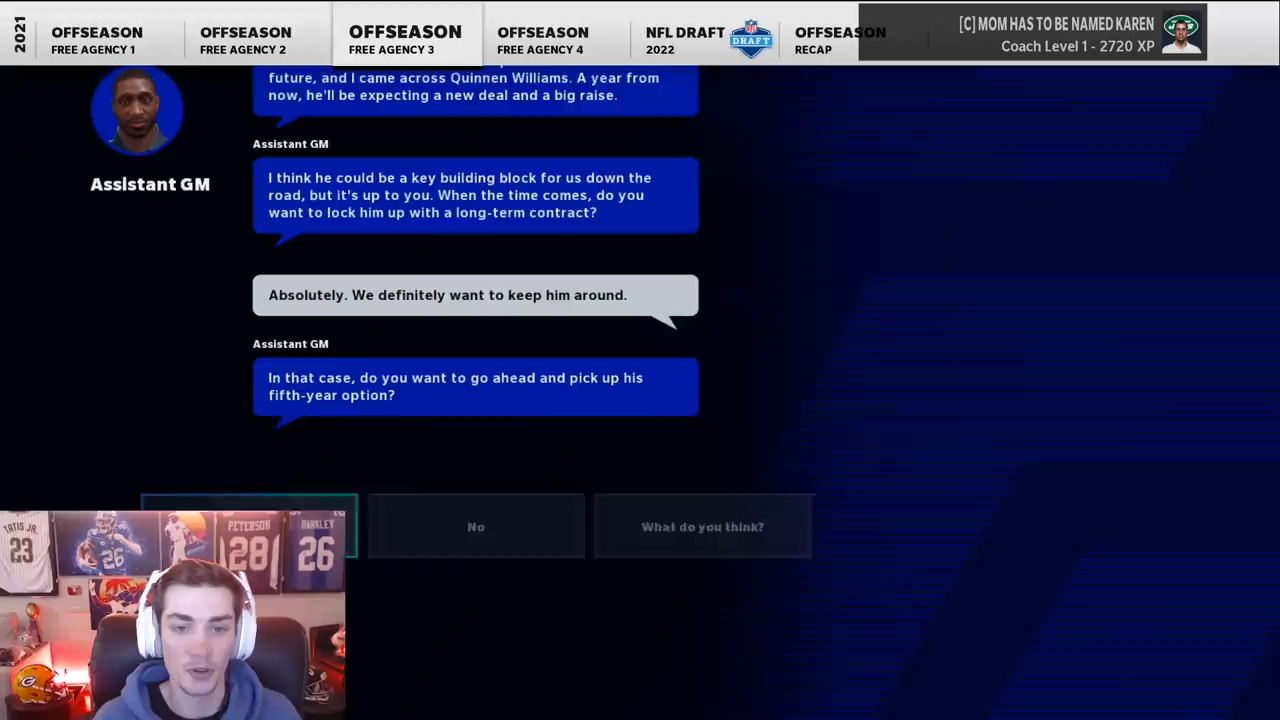 2021
OFFSEASON
FREE AGENCY 1
OFFSEASON
FREE AGENCY 2
OFFSEASON
FREE AGENCY 3
OFFSEASON
FREE AGENCY 4
NFL DRAFT
2022
DRAFT
OFFSEASON
RECAP
[C] MOM HAS TO BE NAMED KAREN
Coach Level 1 - 2720 XP
JETS
Assistant GM
future, and I came across Quinnen Williams. A year from
now, he'll be expecting a new deal and a big raise.
Assistant GM
I think he could be a key building block for us down the
road, but it's up to you. When the time comes, do you
want to lock him up with a long-term contract?
Absolutely. We definitely want to keep him around.
Assistant GM
In that case, do you want to go ahead and pick up his
fifth-year option?
No
What do you think?
TATIS JR.
23
26
PETERSON
28
BARKLEY
26
G